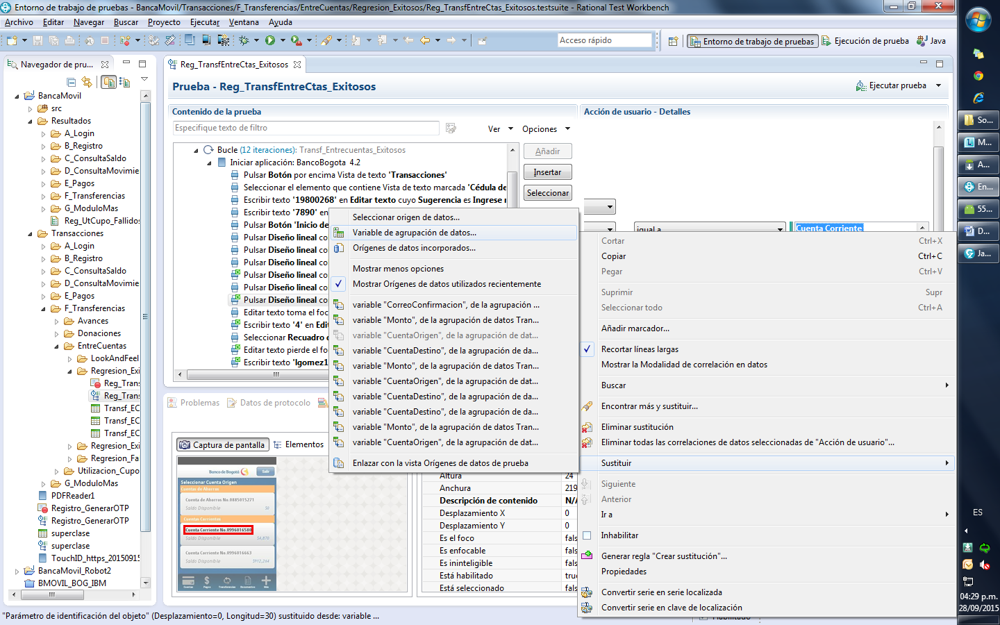 Entorno de trabajo de pruebas - BancaMovil/Transacciones/F_Transferencias/EntreCuentas/Regresion_Exitosos/Reg_TransfEntreCtas_Exitosos.testsuite - Rational Test Workbench
Archivo Editar Navegar Buscar Proyecto Ejecutar Ventana Ayuda
Acceso rápido
Entorno de trabajo de pruebas
Ejecución de prueba
Java
Navegador de pru...
BancaMovil
src
Resultados
A_Login
B_Registro
C_ConsultaSaldo
D_ConsultaMovimie
E_Pagos
F_Transferencias
G_ModuloMas
Reg_UtCupo_Fallidos
Transacciones
A_Login
B_Registro
C_ConsultaSaldo
D_ConsultaMovimie
E_Pagos
F_Transferencias
Avances
Donaciones
EntreCuentas
LookAndFeel
Regresion_Exi
Reg_Trans
Reg_Trans
Transf_EC
Transf_EC
Transf_EC
Regresion_Exi
Regresion_Fa
Utilizacion_Cupo
G_ModuloMas
PDFReader1
Registro_GenerarOTP
Registro_GenerarOTP
superclase
superclase
TouchID_https_20150915
BancaMovil_Robot2
BMOVIL_BOG_IBM
Reg_TransfEntreCtas_Exitosos
Prueba - Reg_TransfEntreCtas_Exitosos
Ejecutar prueba
Contenido de la prueba
Especifique texto de filtro
Ver
Opciones
Bucle (12 iteraciones): Transf_Entrecuentas_Exitosos
Iniciar aplicación: BancoBogota 4.2
Pulsar Botón por encima Vista de texto 'Transacciones'
Seleccionar el elemento que contiene Vista de texto marcada 'Cédula de
Escribir texto '19800268' en Editar texto cuyo Sugerencia es Ingrese n
Escribir texto '7890' en
Pulsar Botón 'Inicio de
Pulsar Diseño lineal co
Pulsar Diseño lineal co
Pulsar Diseño lineal co
Pulsar Diseño lineal co
Pulsar Diseño lineal co
Pulsar Diseño lineal co
Editar texto toma el foc
Escribir texto '4' en Edi
Seleccionar Recuadro d
Editar texto pierde el fo
Escribir texto 'lgomez1
Añadir
Insertar
Seleccionar
Acción de usuario - Detalles
igual a
Cuenta Corriente
Seleccionar origen de datos...
Variable de agrupación de datos...
Orígenes de datos incorporados...
Mostrar menos opciones
Mostrar Orígenes de datos utilizados recientemente
variable "CorreoConfirmacion", de la agrupación ...
variable "Monto", de la agrupación de datos Tran...
variable "CuentaOrigen", de la agrupación de dat...
variable "CuentaDestino", de la agrupación de da...
variable "Monto", de la agrupación de datos Tran...
variable "CuentaOrigen", de la agrupación de dat...
variable "CuentaDestino", de la agrupación de da...
variable "CuentaDestino", de la agrupación de da...
variable "Monto", de la agrupación de datos Tran...
variable "CuentaOrigen", de la agrupación de dat...
Enlazar con la vista Orígenes de datos de prueba
Cortar Ctrl+X
Copiar Ctrl+C
Pegar Ctrl+V
Suprimir Supr
Seleccionar todo Ctrl+A
Añadir marcador...
Recortar líneas largas
Mostrar la Modalidad de correlación en datos
Buscar
Encontrar más y sustituir...
Eliminar sustitución
Eliminar todas las correlaciones de datos seleccionadas de "Acción de usuario"...
Sustituir
Siguiente
Anterior
Ir a
Inhabilitar
Generar regla "Crear sustitución"...
Propiedades
Convertir serie en serie localizada
Convertir serie en clave de localización
Habilitado
Problemas
Datos de protocolo
Captura de pantalla
Elementos
Banco de Bogotá
Salir
Seleccionar Cuenta Origen
Cuentas de Ahorros
Cuenta de Ahorros No.0885015271
Saldo Disponible $0
Cuentas Corrientes
Cuenta Corriente No.0996016580
Saldo Disponible $4,870
Cuenta Corriente No.0996016663
Saldo Disponible $912,264
Cuentas Pagos Transferencias Documentos Más
Altura 24
Anchura 219
Descripción de contenido N/A
Desplazamiento X 0
Desplazamiento Y 0
Es el foco fals
Es enfocable fals
Es ininteligible fals
Está habilitado true
Está seleccionado fals
"Parámetro de identificación del objeto" (Desplazamiento=0, Longitud=30) sustituido desde: variable ...
So...
M...
A...
En...
55...
D...
Ja...
ES
04:29 p.m.
28/09/2015